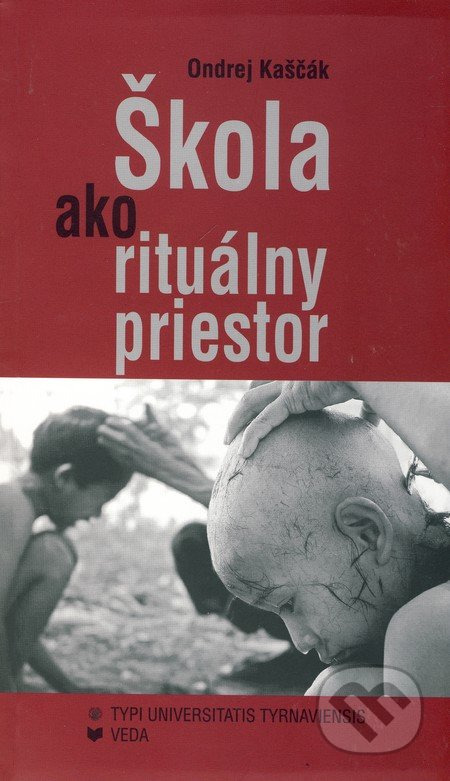 Ondrej Kaščák
Škola
ako
rituálny
priestor
TYPI UNIVERSITATIS TYRNAVIENSIS
VEDA
m